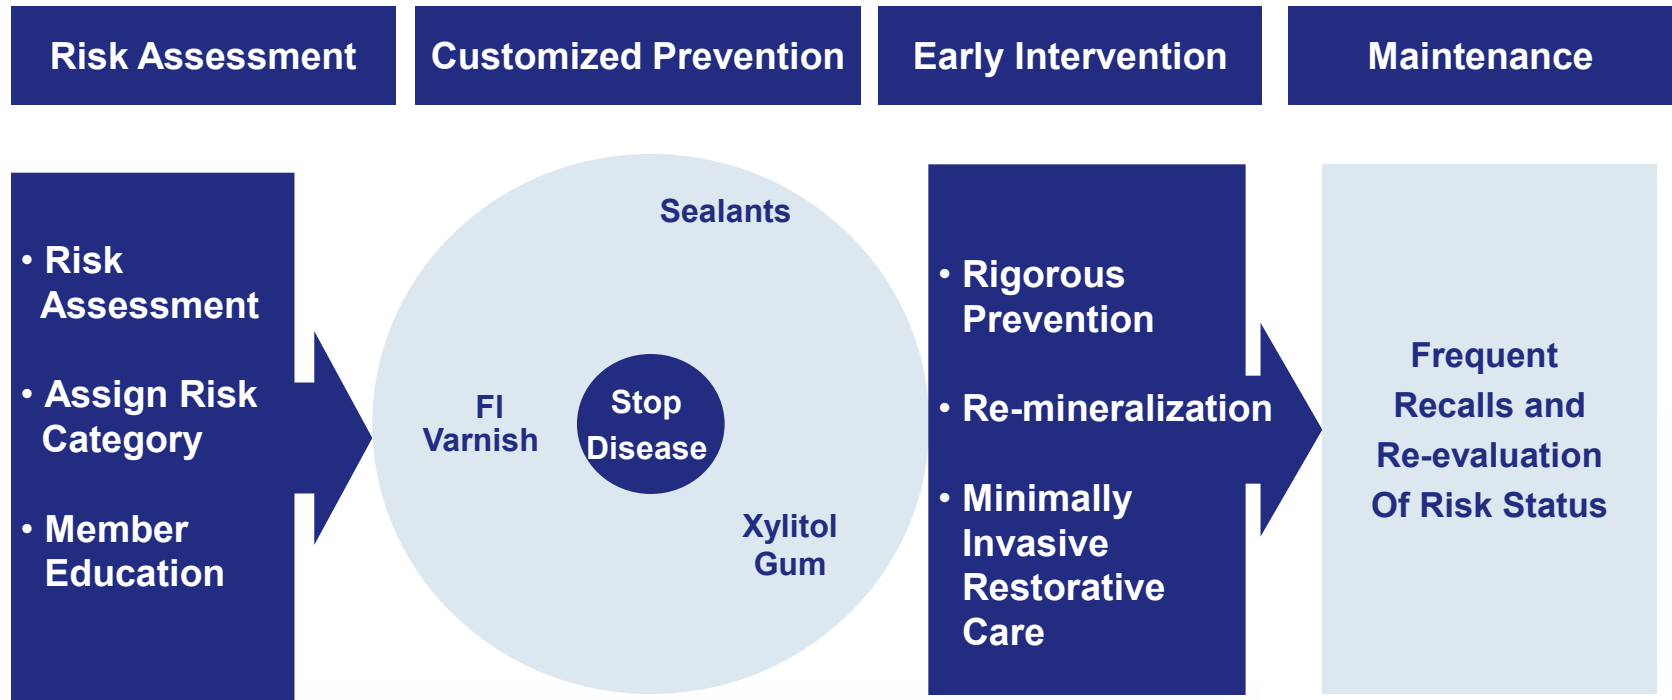 Risk Assessment
Customized Prevention
Early Intervention
Maintenance
• Risk
Assessment
• Assign Risk
Category
• Member
Education
Sealants
Fl
Varnish
Stop
Disease
Xylitol
Gum
• Rigorous
Prevention
• Re-mineralization
• Minimally
Invasive
Restorative
Care
Frequent
Recalls and
Re-evaluation
Of Risk Status